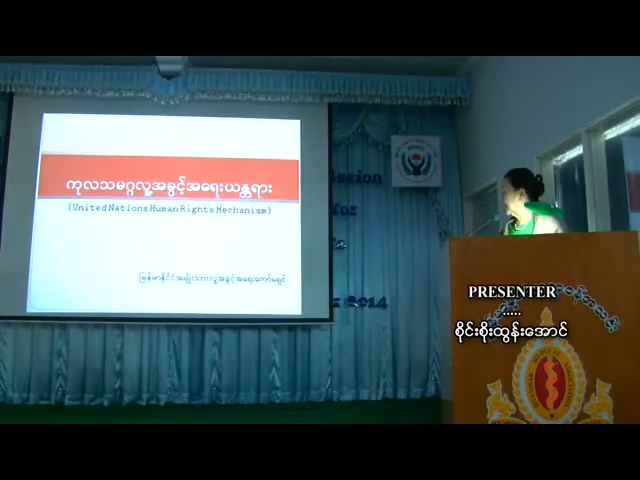 ကုလသမဂ္ဂလူ့အခွင့်အရေးယန္တရား
(United Nations Human Rights Mechanism)
မြန်မာနိုင်ငံအမျိုးသားလူ့အခွင့်အရေးကော်မရှင်
for
2014
PRESENTER
.....
စိုင်းစိုးထွန်းအောင်